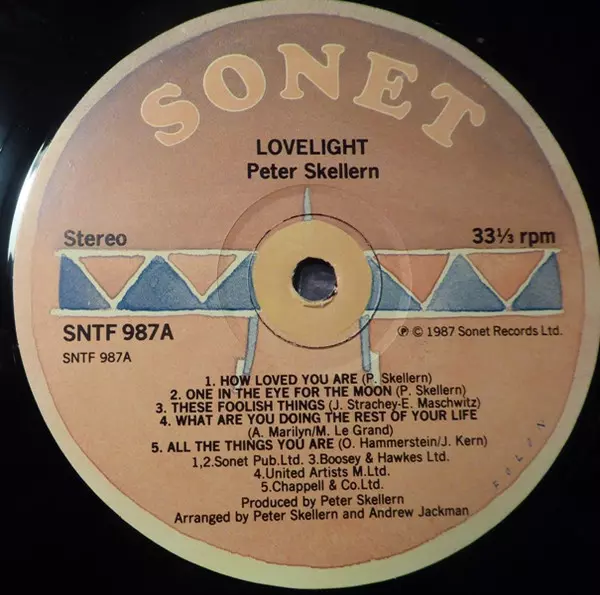 SONET
LOVELIGHT
Peter Skellern
Stereo
33⅓ rpm
SNTF 987A
SNTF 987A
Ⓟ © 1987 Sonet Records Ltd.
1. HOW LOVED YOU ARE (P. Skellern)
2. ONE IN THE EYE FOR THE MOON (P. Skellern)
3. THESE FOOLISH THINGS (J. Strachey-E. Maschwitz)
4. WHAT ARE YOU DOING THE REST OF YOUR LIFE
(A. Marilyn/M. Le Grand)
5. ALL THE THINGS YOU ARE (O. Hammerstein/J. Kern)
1,2.Sonet Pub.Ltd. 3.Boosey & Hawkes Ltd.
4.United Artists M.Ltd.
5.Chappell & Co.Ltd.
Produced by Peter Skellern
Arranged by Peter Skellern and Andrew Jackman
FOLON